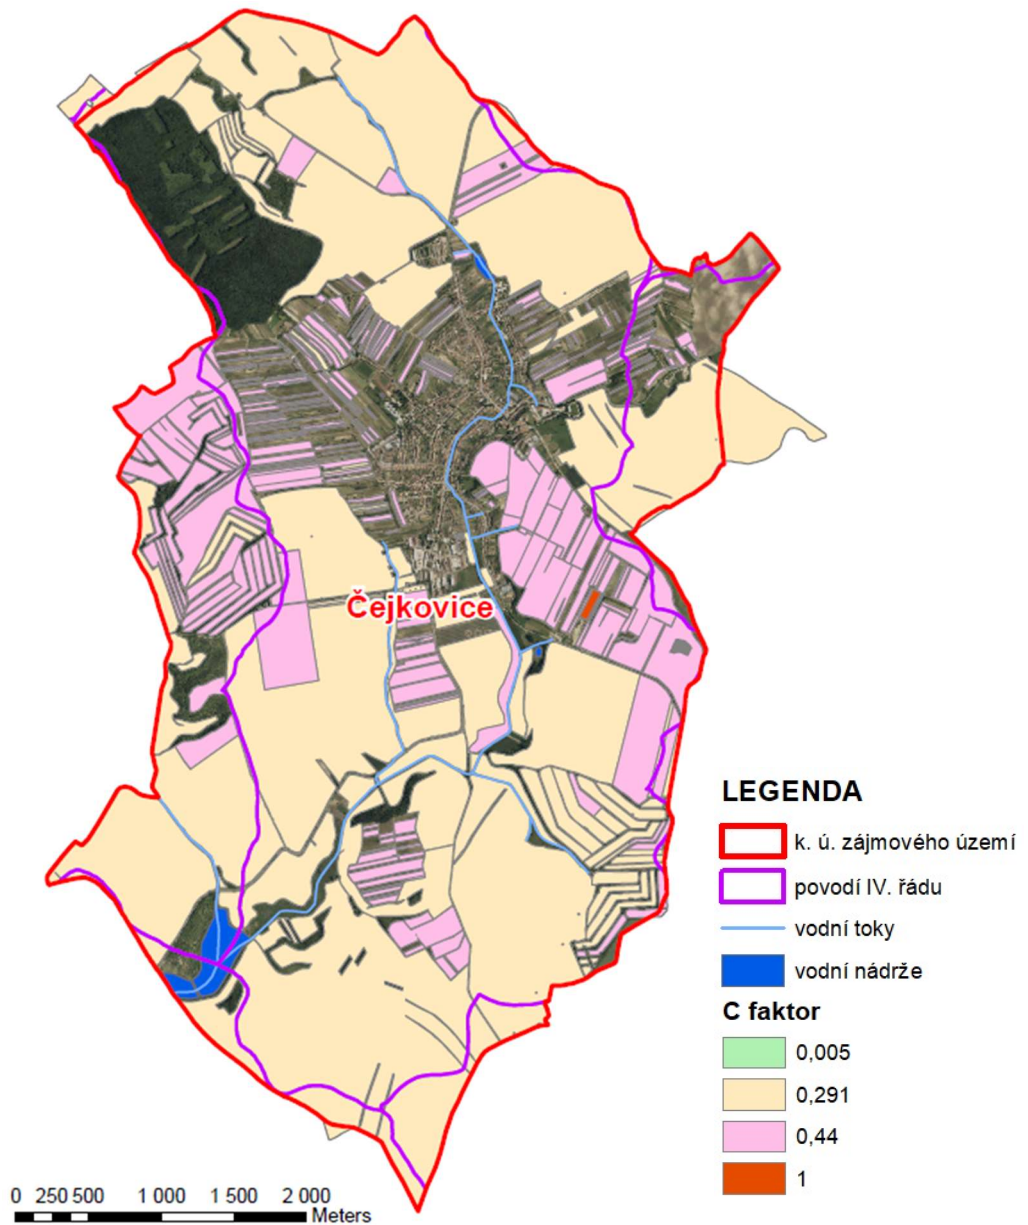 Čejkovice
LEGENDA
k. ú. zájmového území
povodí IV. řádu
vodní toky
vodní nádrže
C faktor
0,005
0,291
0,44
1
0 250 500 1 000 1 500 2 000
Meters